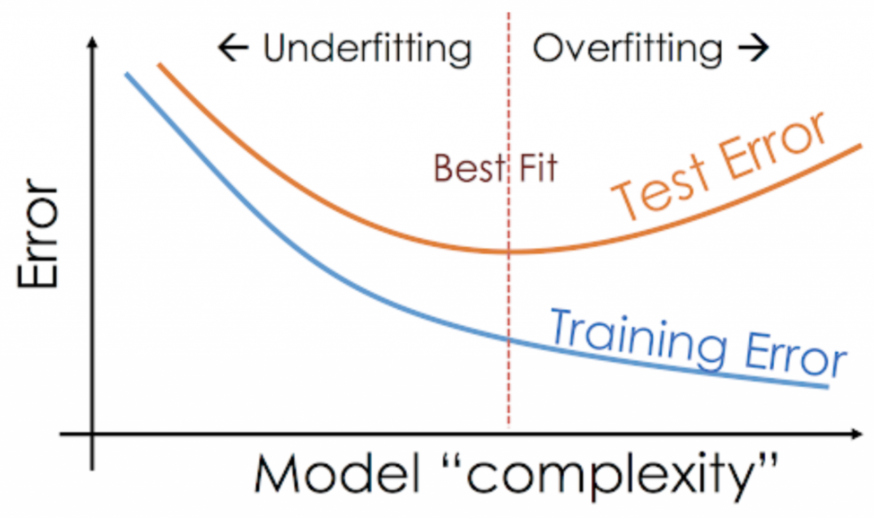 ← Underfitting
Overfitting →
Best Fit
Test Error
Training Error
Error
Model “complexity”